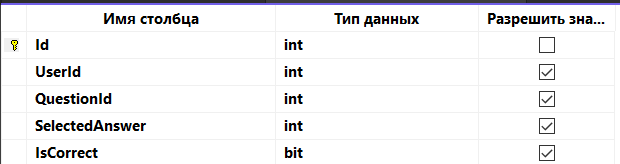 Имя столбца Тип данных Разрешить зна...
Id int
UserId int
QuestionId int
SelectedAnswer int
IsCorrect bit